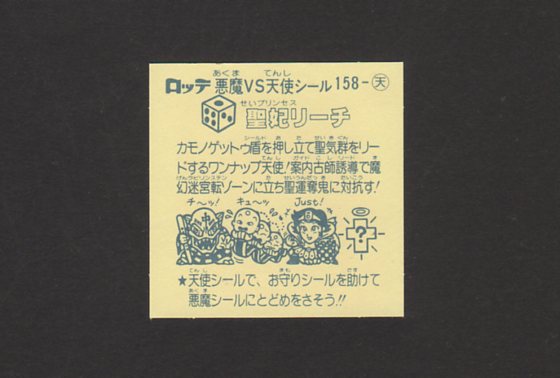 ロッテ 悪魔VS天使シール 158-天
聖妃リーチ
カモノゲットゥ盾を押し立て聖気群をリー
ドするワンナップ天使!案内古師誘導で魔
幻迷宮転ゾーンに立ち聖運奪鬼に対抗す!
チ〜ッ! キュ〜ッ Just! ?
★天使シールで、お守りシールを助けて
悪魔シールにとどめをさそう!!